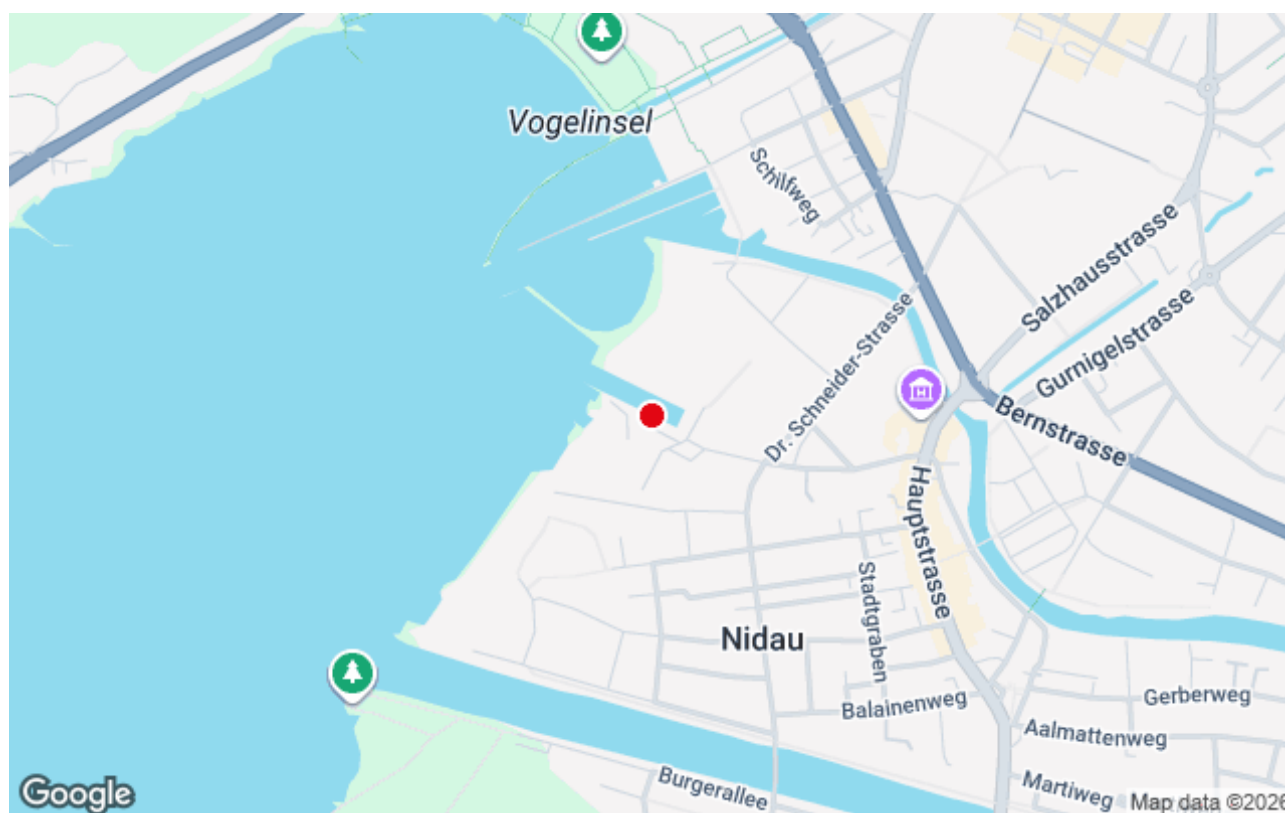 Vogelinsel
Schilfweg
Salzhausstrasse
Gurnigelstrasse
Dr. Schneider-Strasse
Bernstrasse
Hauptstrasse
Stadtgraben
Nidau
Balainenweg
Gerberweg
Aalmattenweg
Burgerallee
Martiweg
Google
Map data ©2026